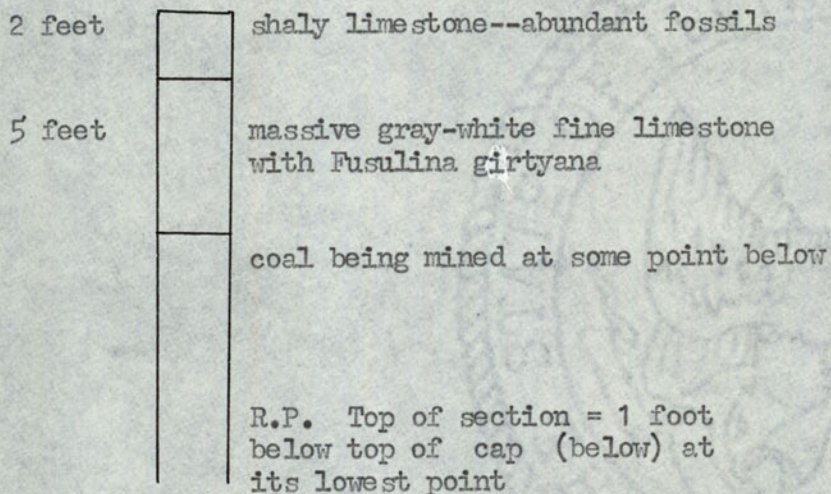 2 feet shaly limestone--abundant fossils
5 feet massive gray-white fine limestone
with Fusulina girtyana
coal being mined at some point below
R.P. Top of section = 1 foot
below top of cap (below) at
its lowest point